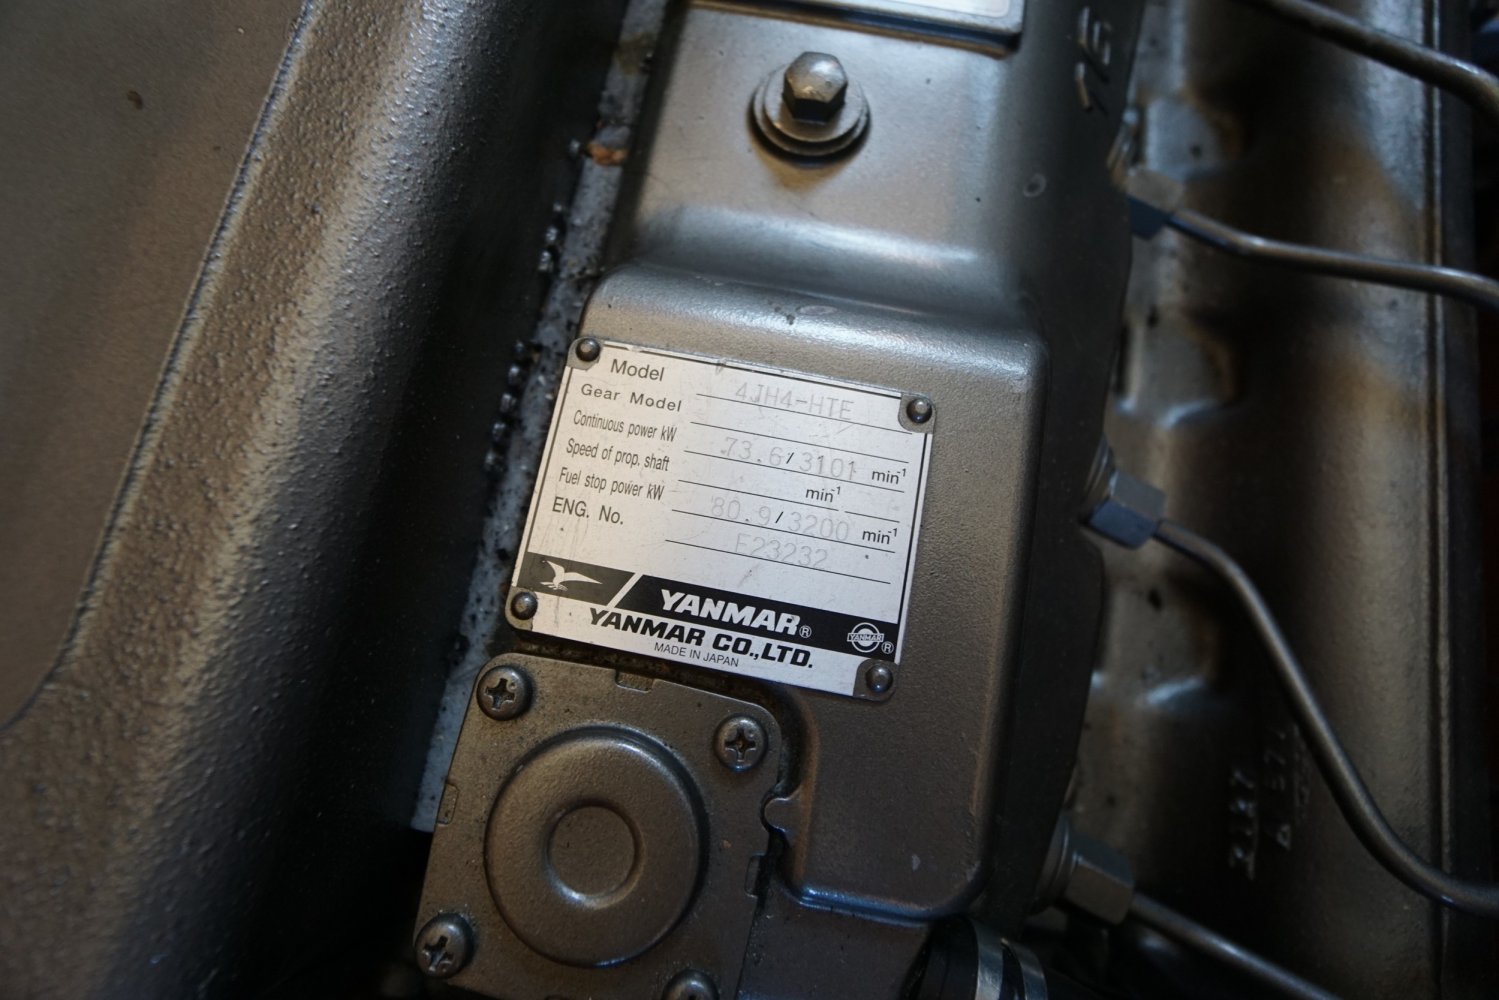 Model 4JH4-HTE
Gear Model
Continuous power kW 73.6/3101 min-1
Speed of prop. shaft min-1
Fuel stop power kW 80.9/3200 min-1
ENG. No. E23232
YANMAR®
YANMAR ®
YANMAR CO.,LTD.
MADE IN JAPAN